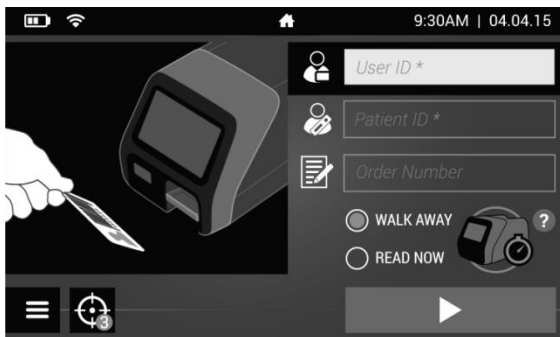 9:30AM | 04.04.15
User ID *
Patient ID *
Order Number
WALK AWAY
?
READ NOW
3